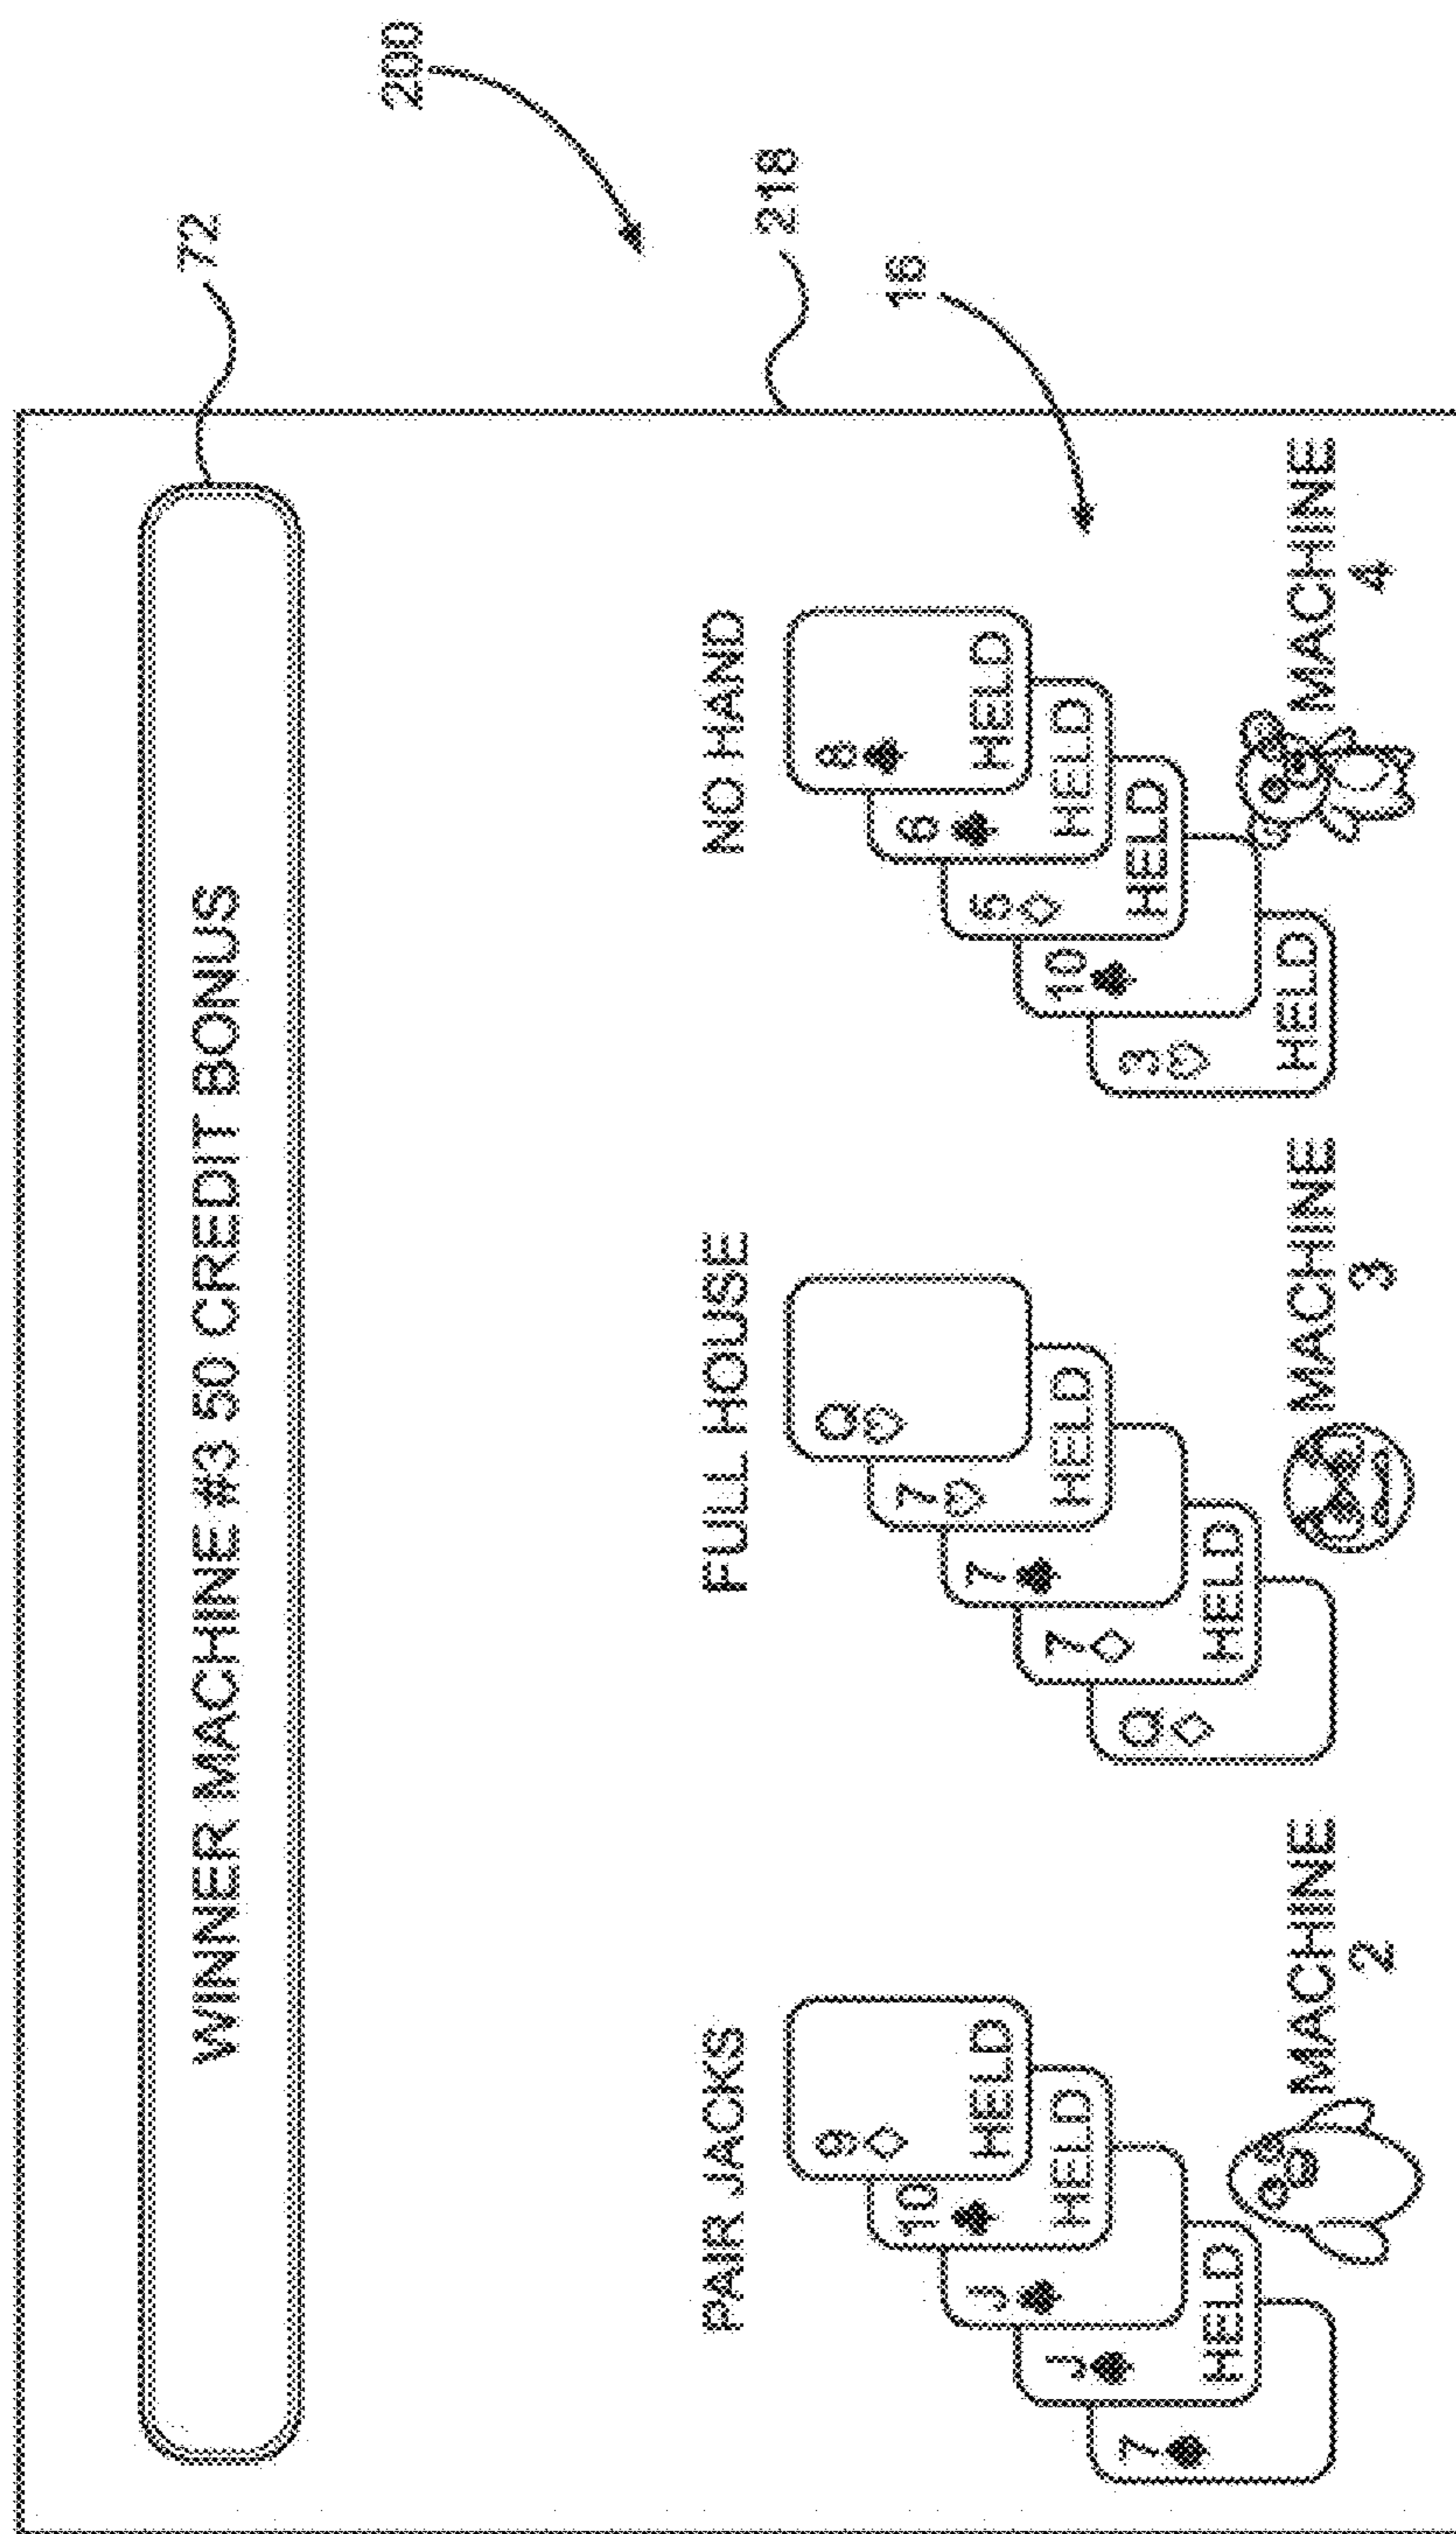 200
72
WINNER MACHINE #3 50 CREDIT BONUS
218
16
PAIR JACKS
7
J
HELD
J
10
HELD
9
HELD
MACHINE
2
FULL HOUSE
Q
7
HELD
7
7
HELD
Q
MACHINE
3
NO HAND
3
HELD
10
5
HELD
6
HELD
8
HELD
MACHINE
4